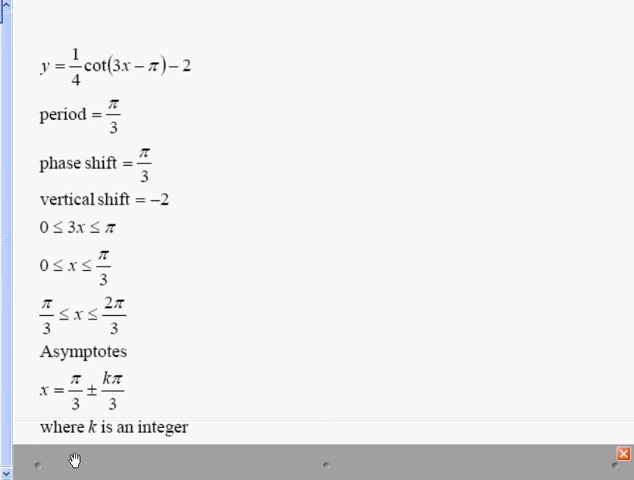 y = 1/4 cot(3x − π) − 2
period = π/3
phase shift = π/3
vertical shift = −2
0 ≤ 3x ≤ π
0 ≤ x ≤ π/3
π/3 ≤ x ≤ 2π/3
Asymptotes
x = π/3 ± kπ/3
where k is an integer